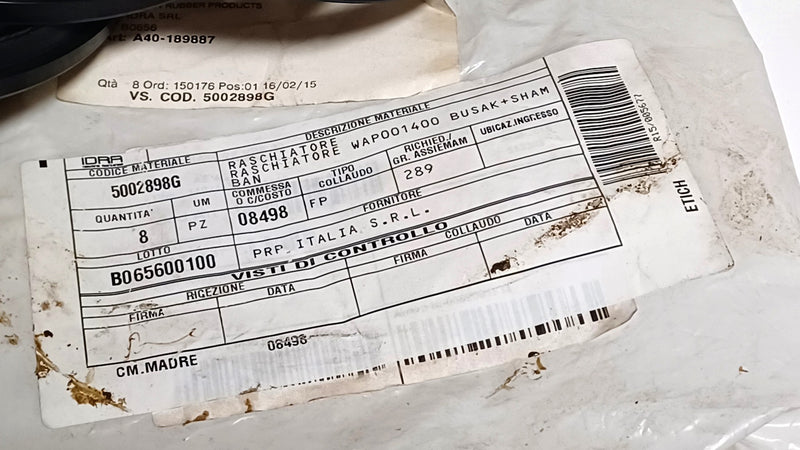 RUBBER PRODUCTS
IDRA SRL
B0656
Art: A40-189887
Qtà 8 Ord: 150176 Pos:01 16/02/15
VS. COD. 5002898G
IDRA
DESCRIZIONE MATERIALE
CODICE MATERIALE
RASCHIATORE
5002898G
RASCHIATORE WAP001400 BUSAK+SHAM
BAN
QUANTITA'
UM
COMMESSA
O C/COSTO
TIPO
COLLAUDO
RICHIED./
GR. ASSIEMAM
UBICAZ.INGRESSO
8
PZ
08498
FP
289
FORNITORE
LOTTO
PRP ITALIA S.R.L.
B065600100
VISTI DI CONTROLLO
RICEZIONE
COLLAUDO
FIRMA
DATA
FIRMA
DATA
CM.MADRE
08498
R15/005677
ETICH